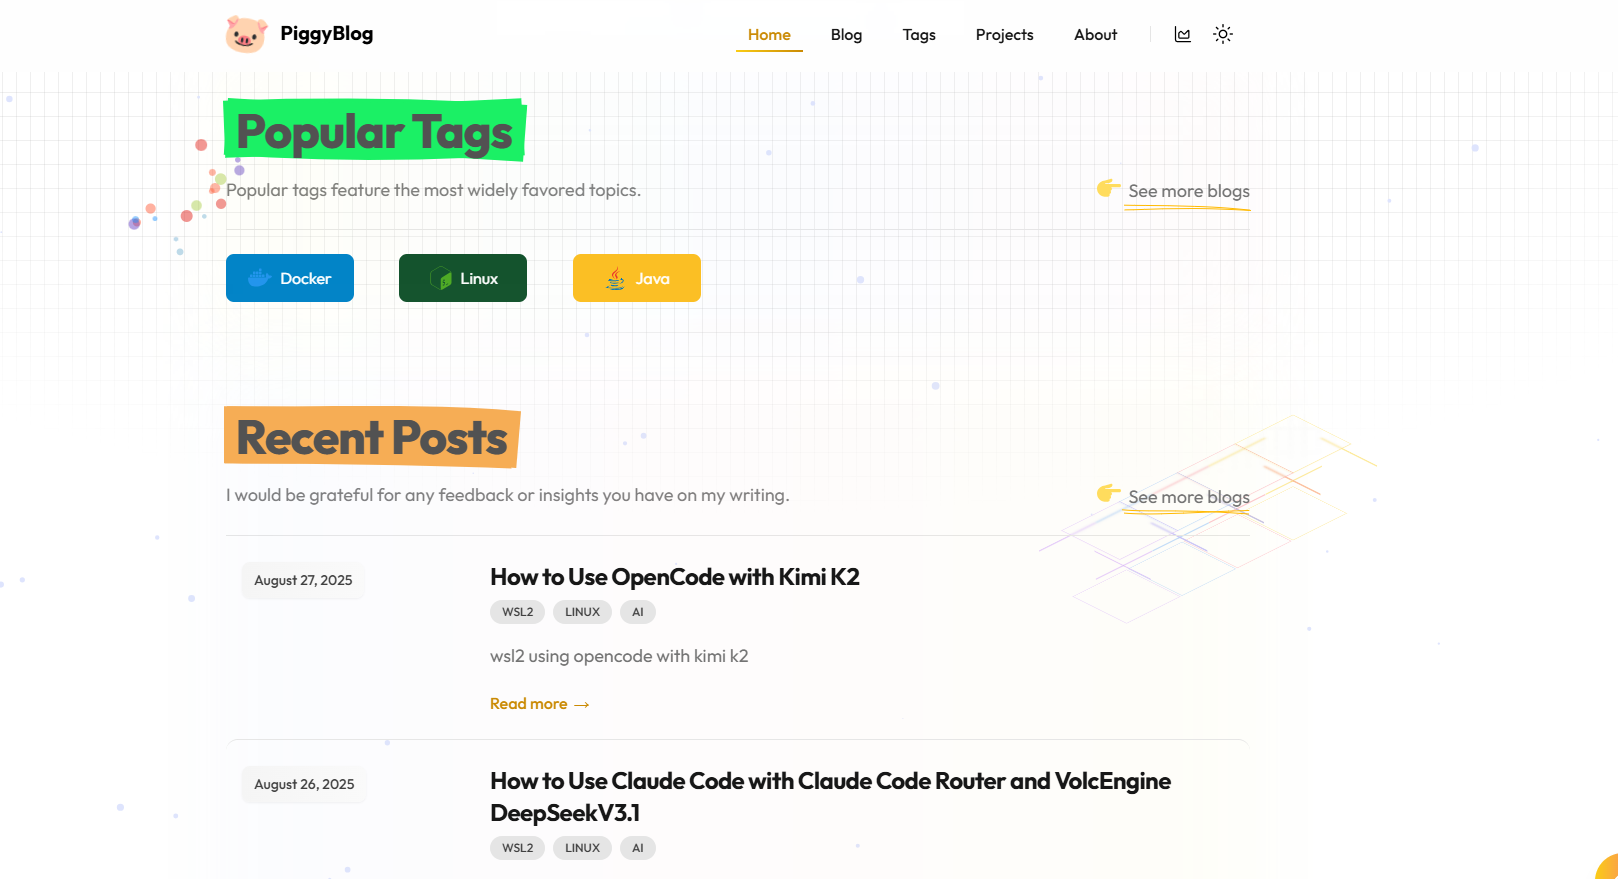 PiggyBlog
Home Blog Tags Projects About
Popular Tags
Popular tags feature the most widely favored topics.
See more blogs
Docker Linux Java
Recent Posts
I would be grateful for any feedback or insights you have on my writing.
See more blogs
August 27, 2025
How to Use OpenCode with Kimi K2
WSL2 LINUX AI
wsl2 using opencode with kimi k2
Read more →
August 26, 2025
How to Use Claude Code with Claude Code Router and VolcEngine
DeepSeekV3.1
WSL2 LINUX AI